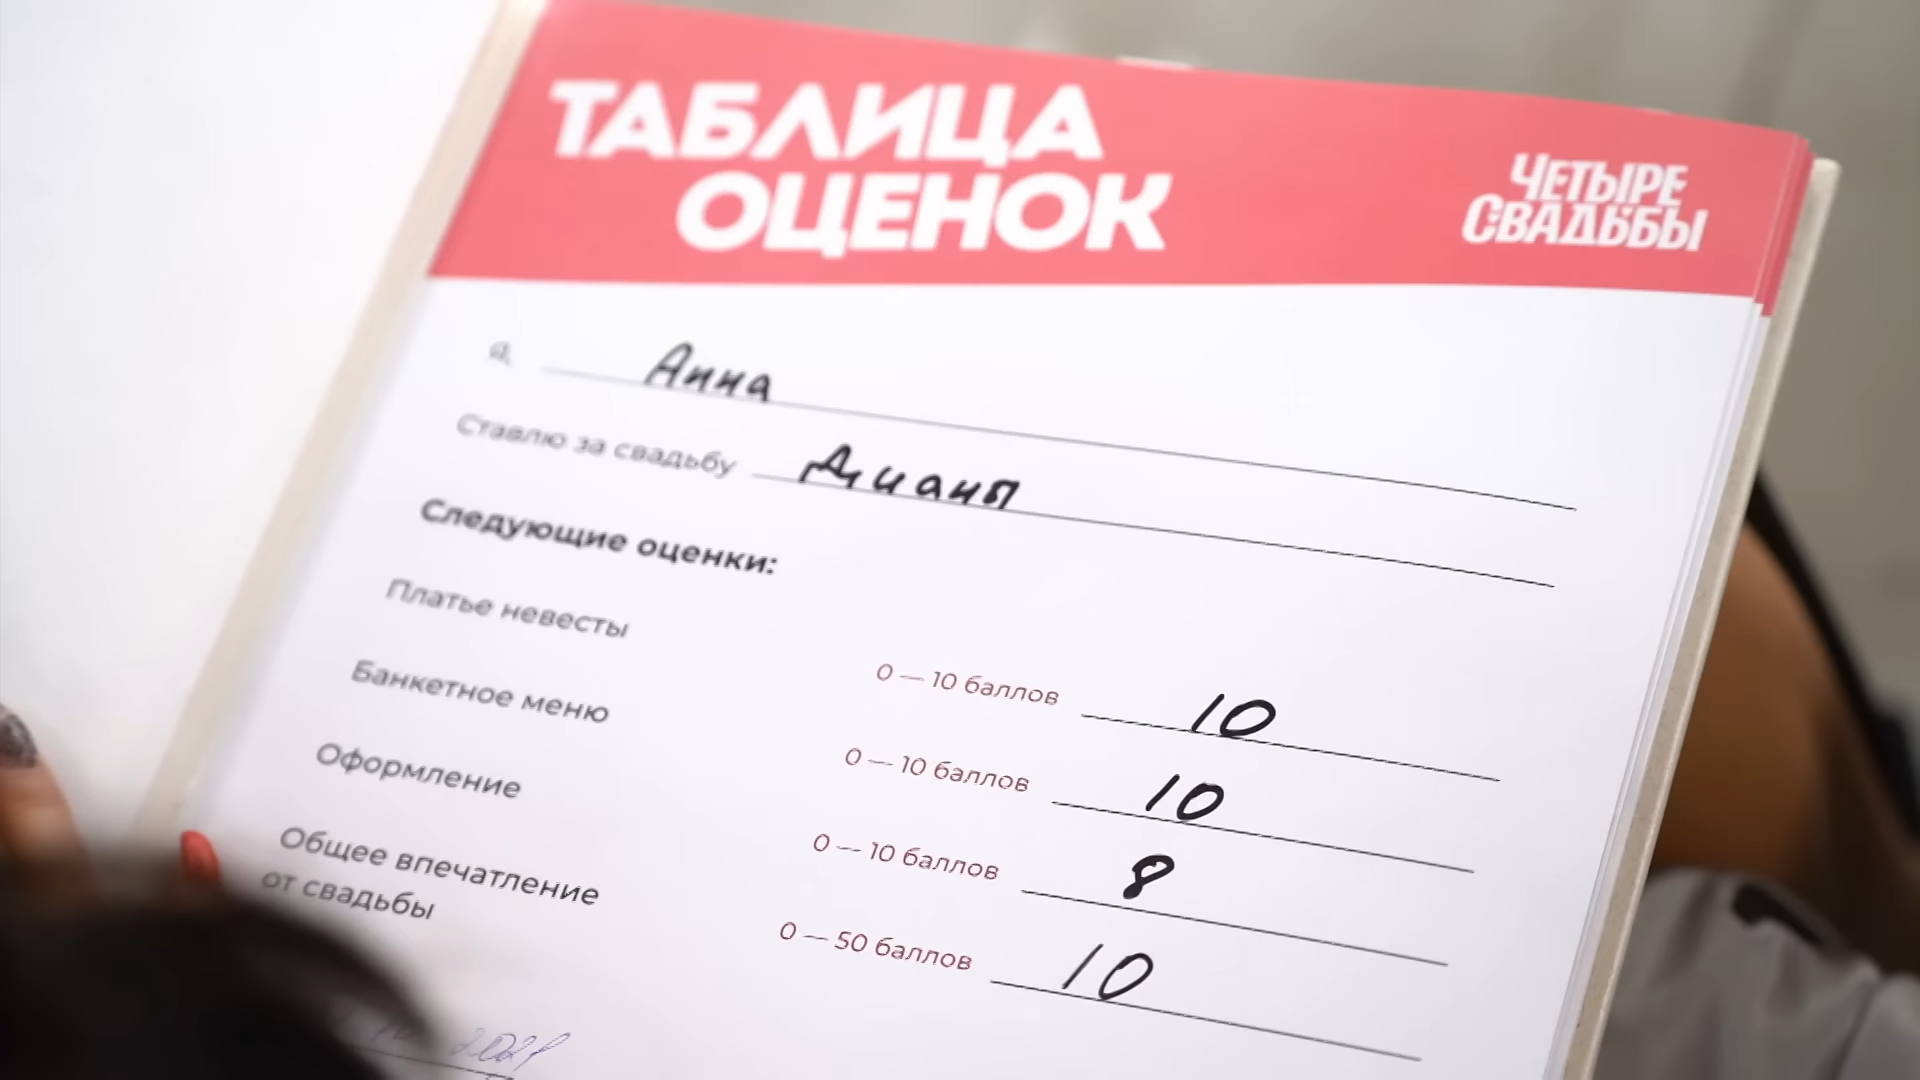 ТАБЛИЦА
ОЦЕНОК
ЧЕТЫРЕ
СВАДЬБЫ
Я, Анна
Ставлю за свадьбу Дианы
Следующие оценки:
Платье невесты
0 — 10 баллов 10
Банкетное меню
0 — 10 баллов 10
Оформление
0 — 10 баллов 8
Общее впечатление
от свадьбы
0 — 50 баллов 10